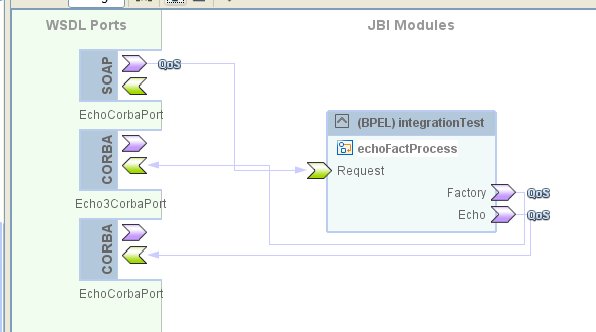 WSDL Ports
JBI Modules
SOAP
QoS
EchoCorbaPort
CORBA
Echo3CorbaPort
CORBA
EchoCorbaPort
(BPEL) integrationTest
echoFactProcess
Request
Factory
QoS
Echo
QoS